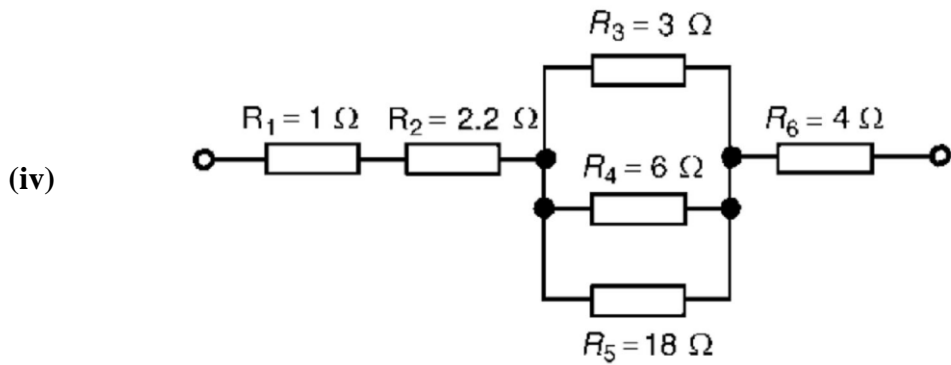 R3 = 3 Ω
R1 = 1 Ω R2 = 2.2 Ω R6 = 4 Ω
(iv) R4 = 6 Ω
R5 = 18 Ω